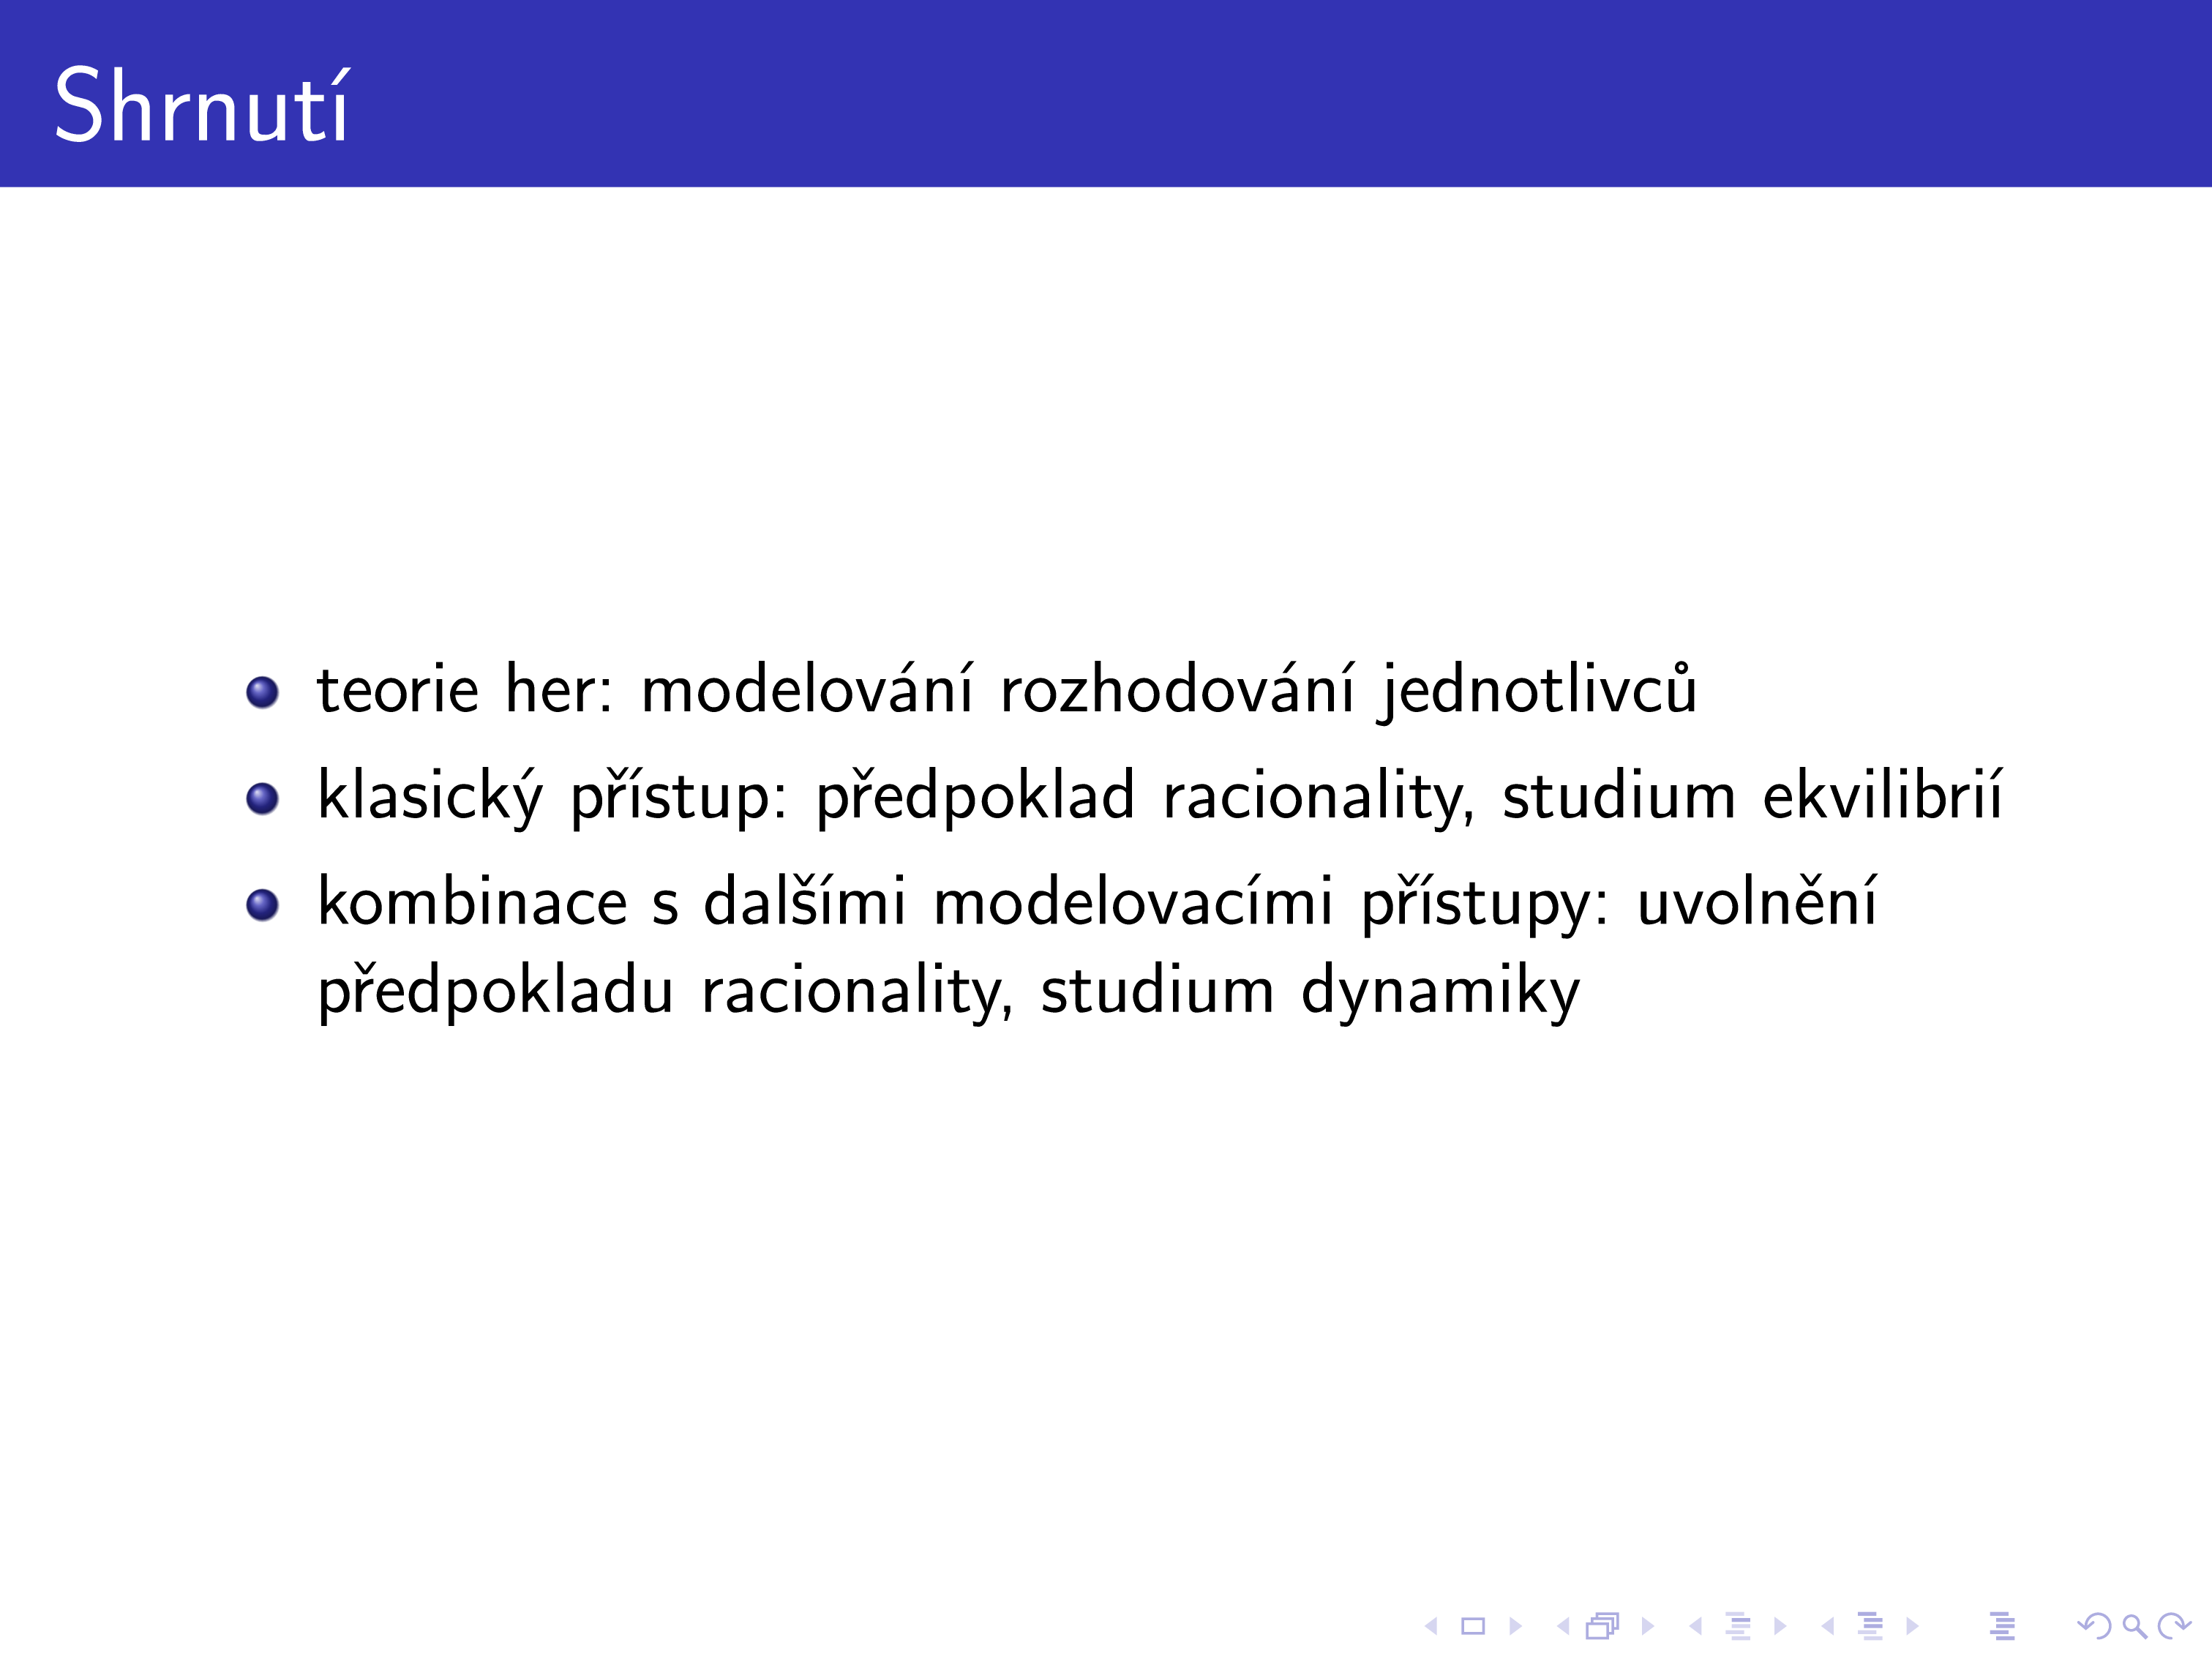 Shrnutí
teorie her: modelování rozhodování jednotlivců
klasický přístup: předpoklad racionality, studium ekvilibrií
kombinace s dalšími modelovacími přístupy: uvolnění
předpokladu racionality, studium dynamiky